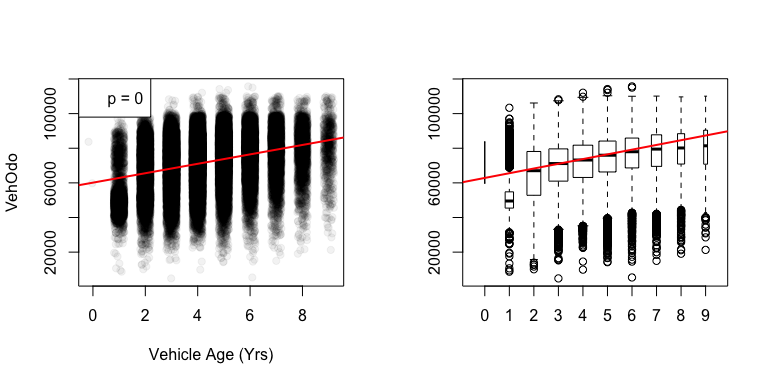 p = 0
VehOdo
20000 60000 100000
0 2 4 6 8
Vehicle Age (Yrs)
20000 60000 100000
0 1 2 3 4 5 6 7 8 9